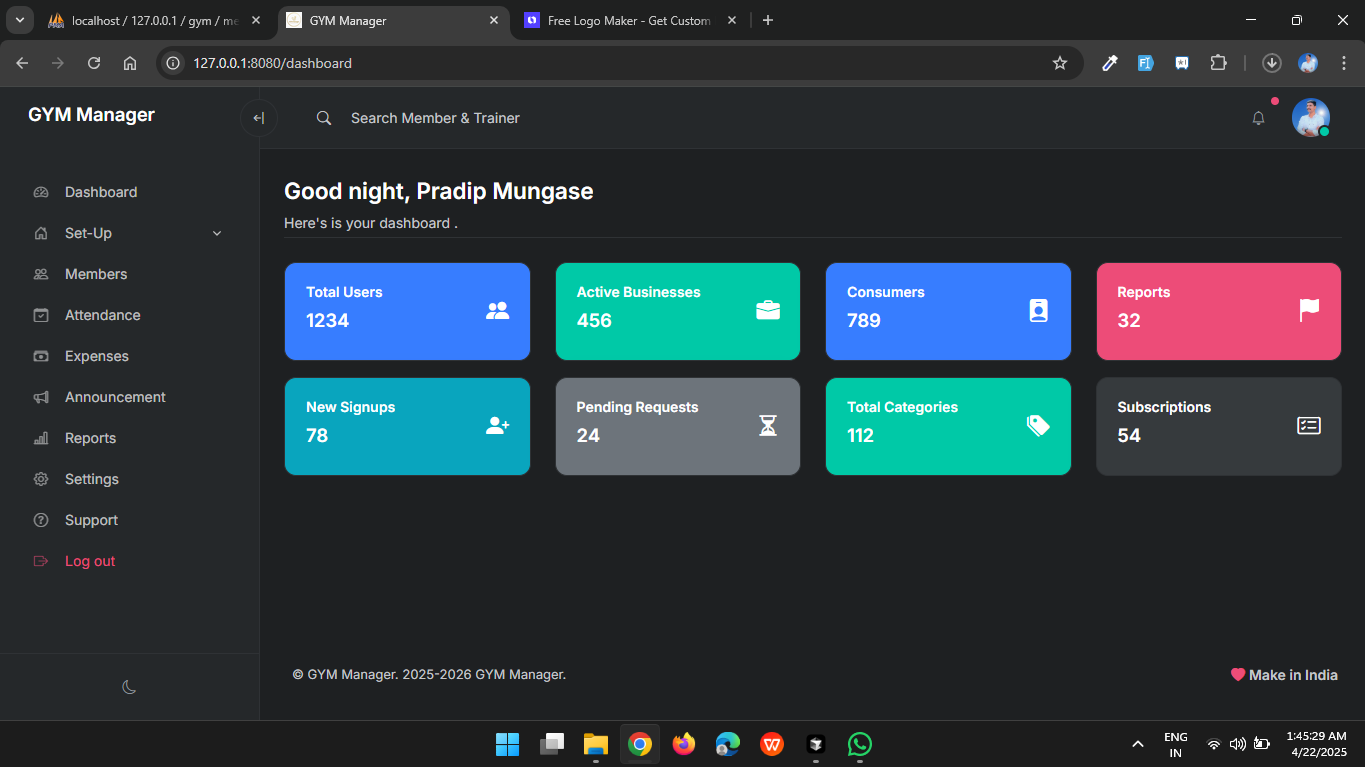 localhost / 127.0.0.1 / gym / me
GYM Manager
Free Logo Maker - Get Custom
127.0.0.1:8080/dashboard
GYM Manager
Search Member & Trainer
Dashboard
Set-Up
Members
Attendance
Expenses
Announcement
Reports
Settings
Support
Log out
Good night, Pradip Mungase
Here's is your dashboard .
Total Users
1234
Active Businesses
456
Consumers
789
Reports
32
New Signups
78
Pending Requests
24
Total Categories
112
Subscriptions
54
© GYM Manager. 2025-2026 GYM Manager.
Make in India
ENG
IN
1:45:29 AM
4/22/2025